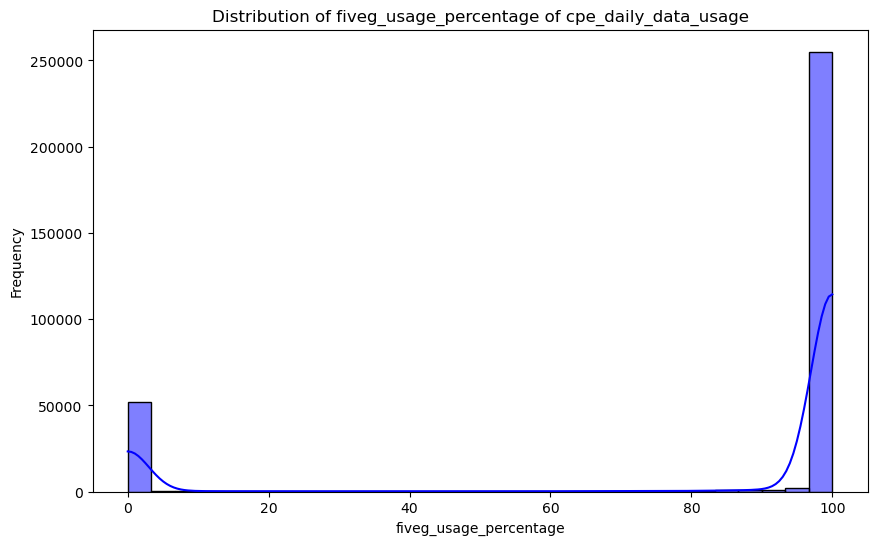 Distribution of fiveg_usage_percentage of cpe_daily_data_usage
250000
200000
150000
100000
50000
0
Frequency
0 20 40 60 80 100
fiveg_usage_percentage